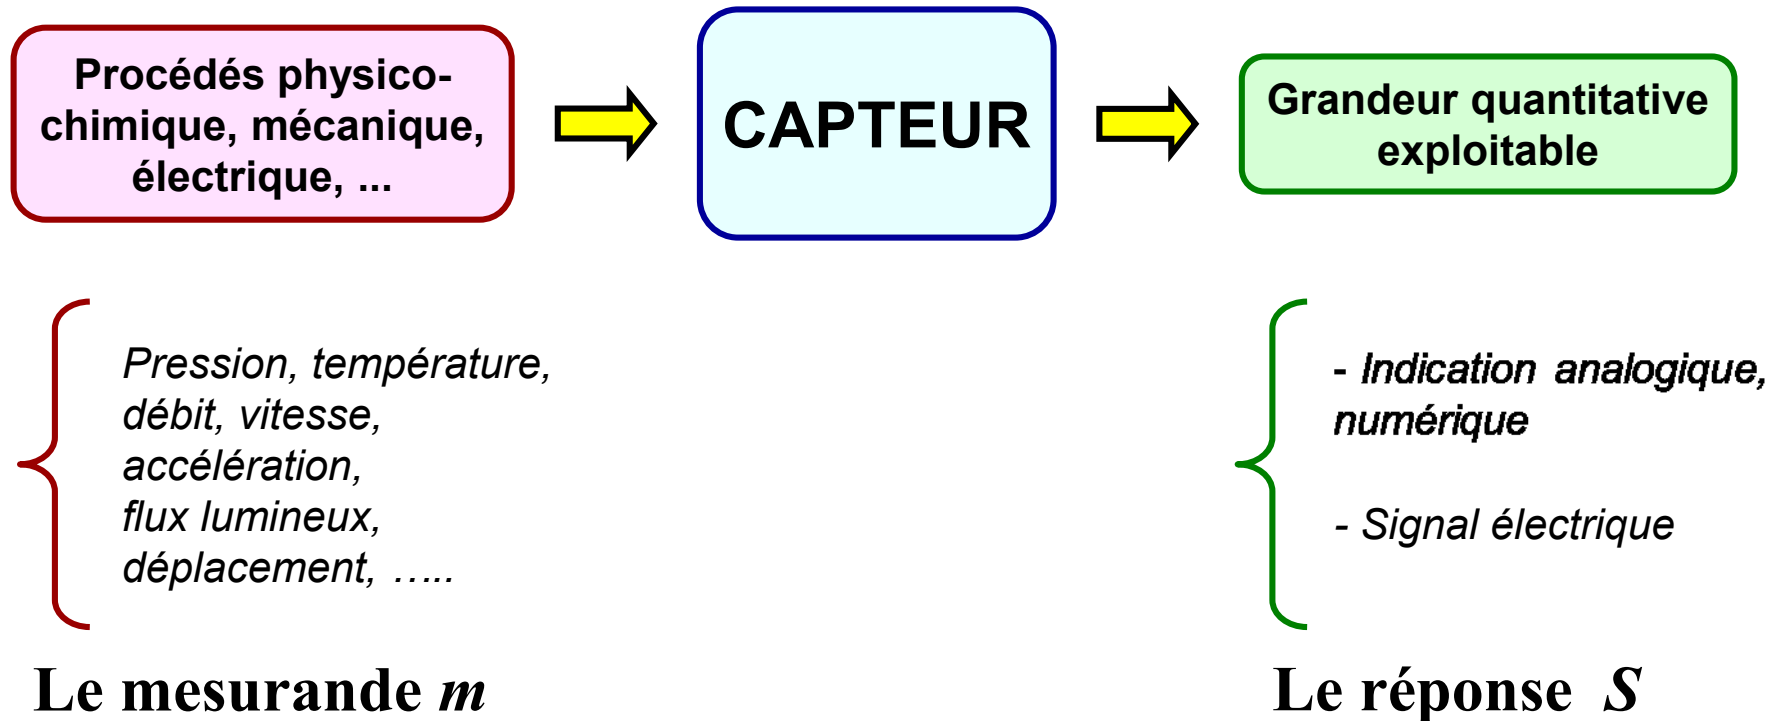 Procédés physico-
chimique, mécanique,
électrique, ...
CAPTEUR
Grandeur quantitative
exploitable
Pression, température,
débit, vitesse,
accélération,
flux lumineux,
déplacement, …..
- Indication analogique,
numérique
- Signal électrique
Le mesurande m
Le réponse S